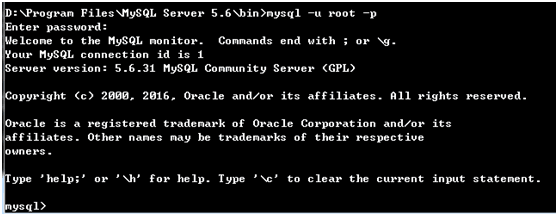 D:\Program Files\MySQL Server 5.6\bin>mysql -u root -p
Enter password:
Welcome to the MySQL monitor.  Commands end with ; or \g.
Your MySQL connection id is 1
Server version: 5.6.31 MySQL Community Server (GPL)
Copyright (c) 2000, 2016, Oracle and/or its affiliates. All rights reserved.
Oracle is a registered trademark of Oracle Corporation and/or its
affiliates. Other names may be trademarks of their respective
owners.
Type 'help;' or '\h' for help. Type '\c' to clear the current input statement.
mysql>